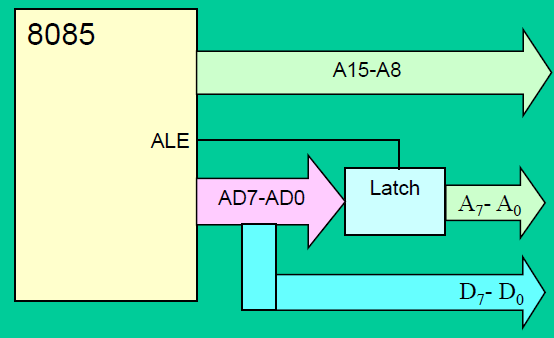 8085
A15-A8
ALE
AD7-AD0
Latch
A₇- A₀
D₇- D₀